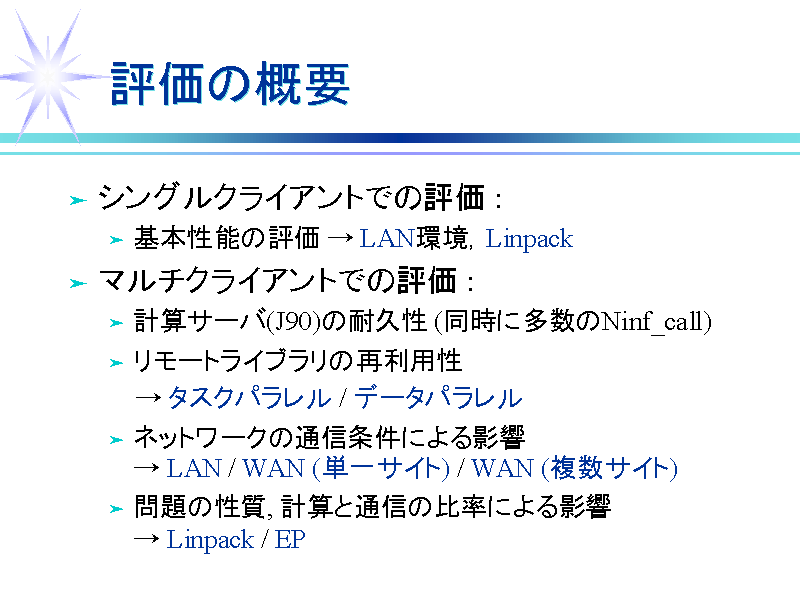 評価の概要
シングルクライアントでの評価 :
基本性能の評価 → LAN環境, Linpack
マルチクライアントでの評価 :
計算サーバ(J90)の耐久性 (同時に多数のNinf_call)
リモートライブラリの再利用性
→ タスクパラレル / データパラレル
ネットワークの通信条件による影響
→ LAN / WAN (単一サイト) / WAN (複数サイト)
問題の性質, 計算と通信の比率による影響
→ Linpack / EP